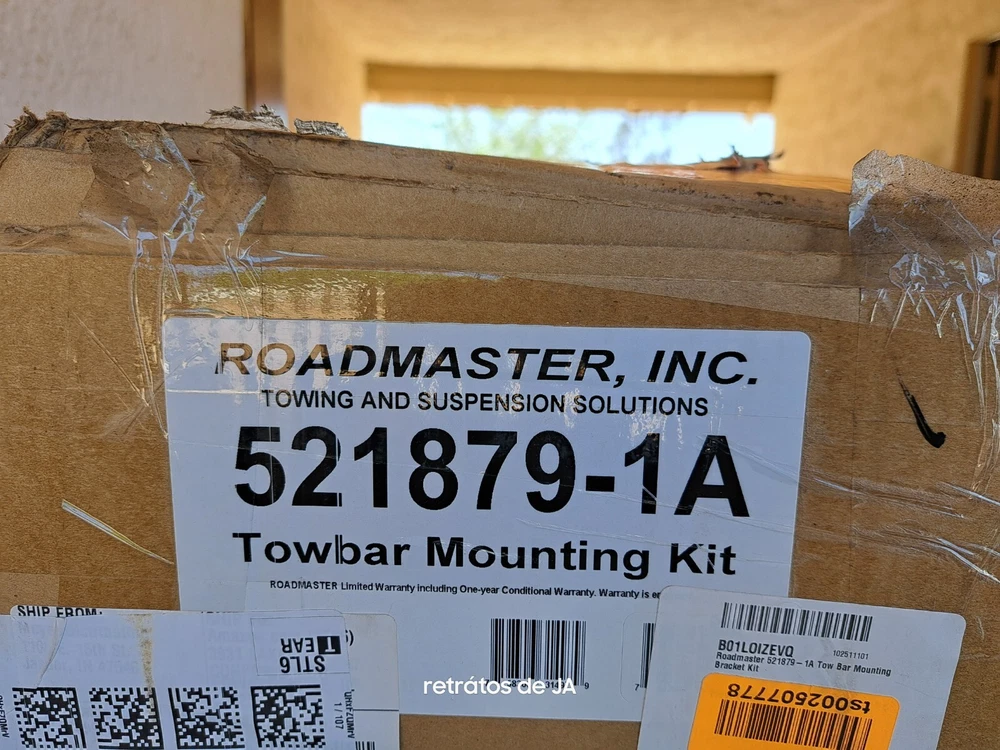 ROADMASTER, INC.
TOWING AND SUSPENSION SOLUTIONS
521879-1A
Towbar Mounting Kit
ROADMASTER Limited Warranty including One-year Conditional Warranty. Warranty is
SHIP FROM:
STL6
T EAR
1 / 107
B01LOIZEVQ
102511101
Roadmaster 521879-1A Tow Bar Mounting
Bracket Kit
ts002507778
retrátos de JA